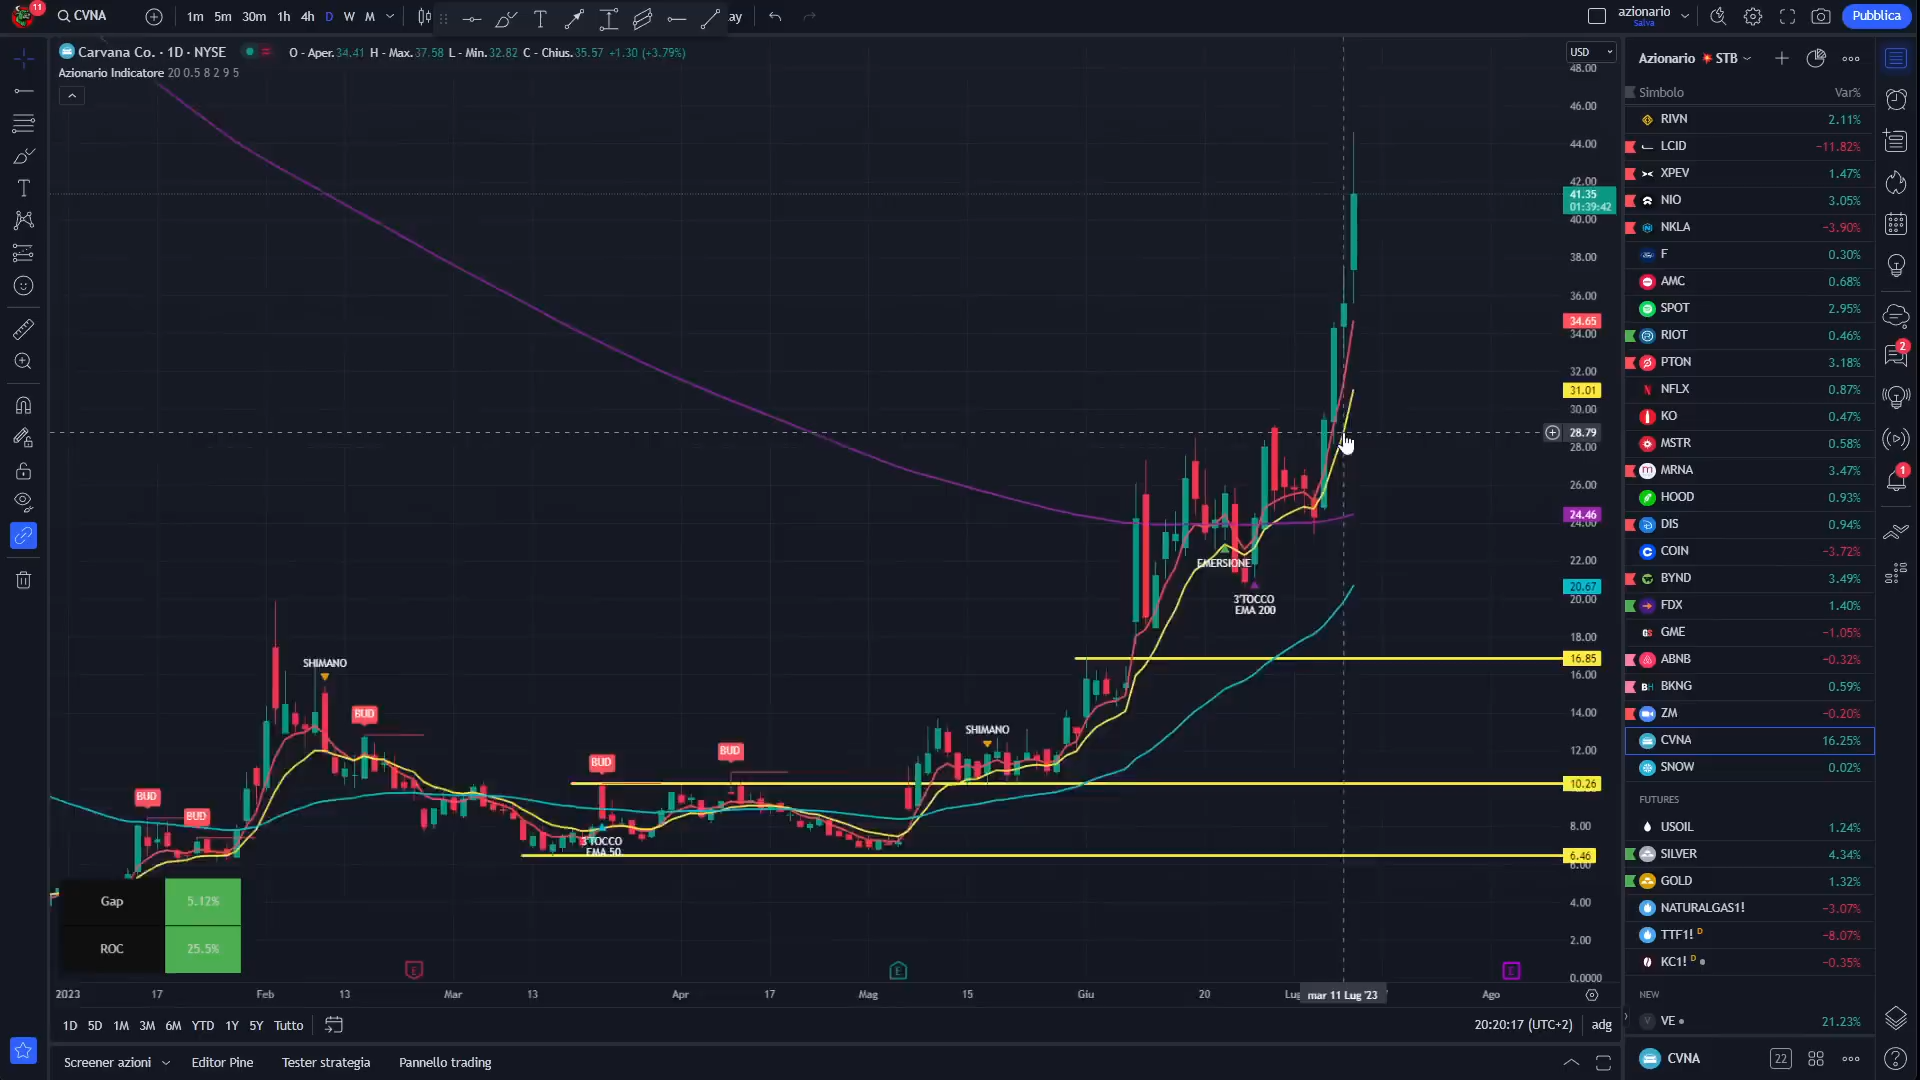 11
CVNA
1m 5m 30m 1h 4h D W M
ay
azionario
Salva
Pubblica
Carvana Co. · 1D · NYSE
O - Aper.34.41 H - Max.37.58 L - Min.32.82 C - Chius.35.57 +1.30 (+3.79%)
Azionario Indicatore 20 0.5 8 2 9 5
USD
48.00
46.00
44.00
42.00
41.35
01:39:42
40.00
38.00
36.00
34.65
34.00
32.00
31.01
30.00
28.79
28.00
26.00
24.46
24.00
22.00
20.67
20.00
18.00
16.85
16.00
14.00
12.00
10.26
8.00
6.46
6.00
4.00
2.00
0.0000
EMERSIONE
3°TOCCO
EMA 200
SHIMANO
BUD
SHIMANO
BUD
BUD
BUD
BUD
3°TOCCO
EMA 50
Gap 5.12%
ROC 25.5%
E
E
E
2023 17 Feb 13 Mar 13 Apr 17 Mag 15 Giu 20 Lug mar 11 Lug '23 Ago
1D 5D 1M 3M 6M YTD 1Y 5Y Tutto
20:20:17 (UTC+2) adg
Screener azioni Editor Pine Tester strategia Pannello trading
Azionario STB
Simbolo Var%
RIVN 2.11%
LCID −11.82%
XPEV 1.47%
NIO 3.05%
NKLA −3.90%
F 0.30%
AMC 0.68%
SPOT 2.95%
RIOT 0.46%
PTON 3.18%
NFLX 0.87%
KO 0.47%
MSTR 0.58%
MRNA 3.47%
HOOD 0.93%
DIS 0.94%
COIN −3.72%
BYND 3.49%
FDX 1.40%
GME −1.05%
ABNB −0.32%
BKNG 0.59%
ZM −0.20%
CVNA 16.25%
SNOW 0.02%
FUTURES
USOIL 1.24%
SILVER 4.34%
GOLD 1.32%
NATURALGAS1! −3.07%
TTF1! D −8.07%
KC1! D −0.35%
NEW
V VE 21.23%
CVNA 22
2
1